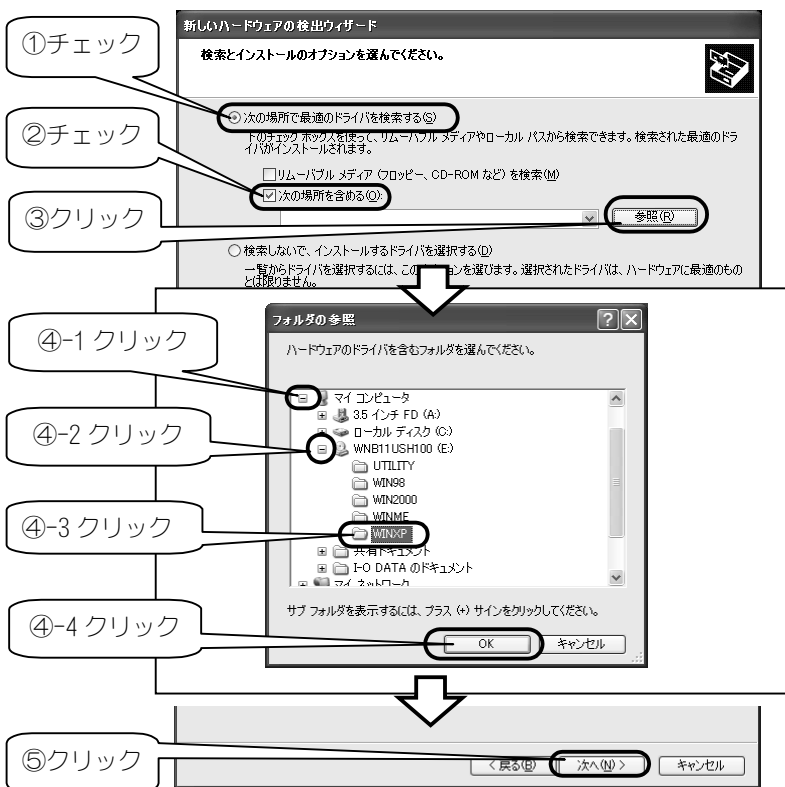 新しいハードウェアの検出ウィザード
検索とインストールのオプションを選んでください。
①チェック
次の場所で最適のドライバを検索する(S)
下のチェック ボックスを使って、リムーバブル メディアやローカル パスから検索できます。検索された最適のドラ
イバがインストールされます。
②チェック
リムーバブル メディア (フロッピー、CD-ROM など) を検索(M)
次の場所を含める(O):
③クリック
参照(R)
検索しないで、インストールするドライバを選択する(D)
一覧からドライバを選択するには、このオプションを選びます。選択されたドライバは、ハードウェアに最適のもの
とは限りません。
フォルダの参照
④-1 クリック
ハードウェアのドライバを含むフォルダを選んでください。
マイ コンピュータ
3.5 インチ FD (A:)
ローカル ディスク (C:)
④-2 クリック
WNB11USH100 (E:)
UTILITY
WIN98
WIN2000
WINME
④-3 クリック
WINXP
共有ドキュメント
I-O DATA のドキュメント
マイ ネットワーク
サブ フォルダを表示するには、プラス (+) サインをクリックしてください。
④-4 クリック
OK
キャンセル
⑤クリック
< 戻る(B)
次へ(N) >
キャンセル